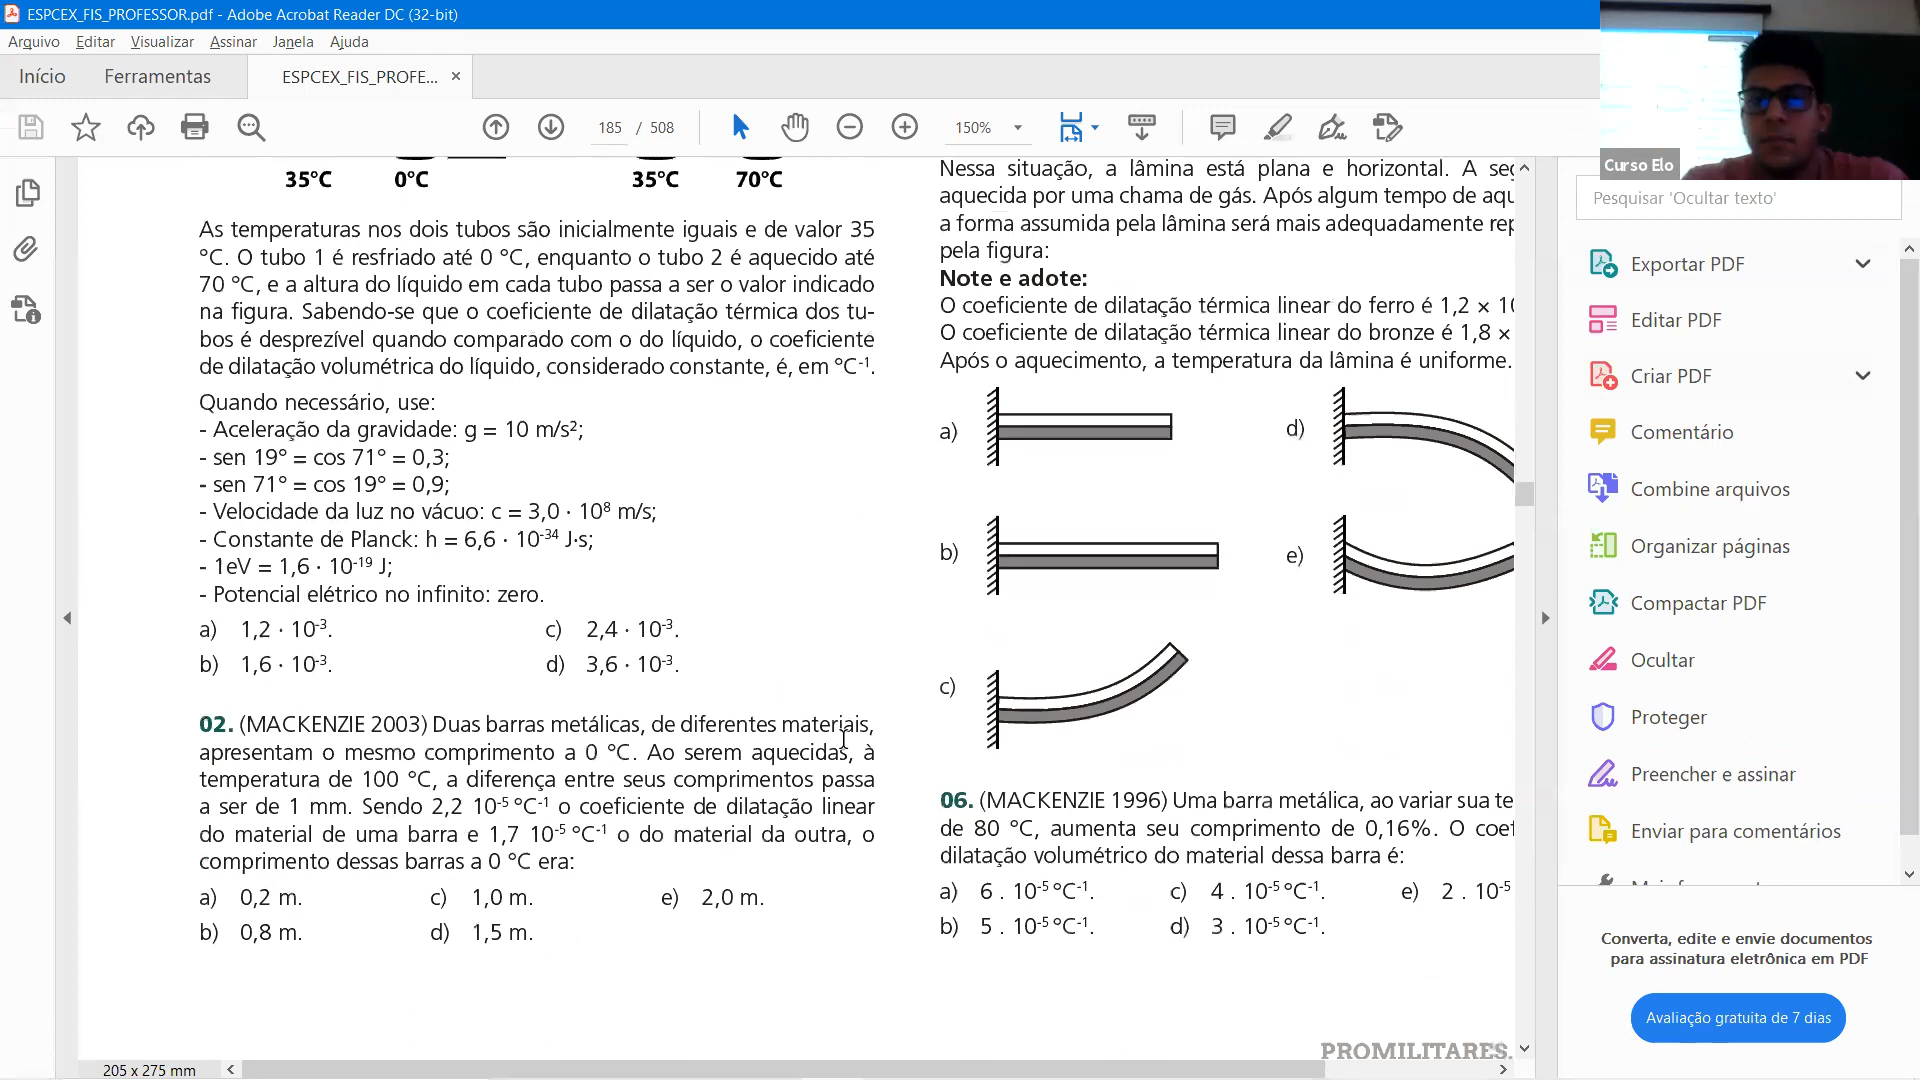 ESPCEX_FIS_PROFESSOR.pdf - Adobe Acrobat Reader DC (32-bit)
Arquivo Editar Visualizar Assinar Janela Ajuda
Início Ferramentas ESPCEX_FIS_PROFE... ×
185 / 508 150%
Curso Elo
35°C 0°C 35°C 70°C
As temperaturas nos dois tubos são inicialmente iguais e de valor 35
°C. O tubo 1 é resfriado até 0 °C, enquanto o tubo 2 é aquecido até
70 °C, e a altura do líquido em cada tubo passa a ser o valor indicado
na figura. Sabendo-se que o coeficiente de dilatação térmica dos tu-
bos é desprezível quando comparado com o do líquido, o coeficiente
de dilatação volumétrica do líquido, considerado constante, é, em °C⁻¹.
Quando necessário, use:
- Aceleração da gravidade: g = 10 m/s²;
- sen 19° = cos 71° = 0,3;
- sen 71° = cos 19° = 0,9;
- Velocidade da luz no vácuo: c = 3,0 · 10⁸ m/s;
- Constante de Planck: h = 6,6 · 10⁻³⁴ J·s;
- 1eV = 1,6 · 10⁻¹⁹ J;
- Potencial elétrico no infinito: zero.
a) 1,2 · 10⁻³. c) 2,4 · 10⁻³.
b) 1,6 · 10⁻³. d) 3,6 · 10⁻³.
02. (MACKENZIE 2003) Duas barras metálicas, de diferentes materiais,
apresentam o mesmo comprimento a 0 °C. Ao serem aquecidas, à
temperatura de 100 °C, a diferença entre seus comprimentos passa
a ser de 1 mm. Sendo 2,2 10⁻⁵ °C⁻¹ o coeficiente de dilatação linear
do material de uma barra e 1,7 10⁻⁵ °C⁻¹ o do material da outra, o
comprimento dessas barras a 0 °C era:
a) 0,2 m. c) 1,0 m. e) 2,0 m.
b) 0,8 m. d) 1,5 m.
Nessa situação, a lâmina está plana e horizontal. A
aquecida por uma chama de gás. Após algum tempo de
a forma assumida pela lâmina será mais adequadamente
pela figura:
Note e adote:
O coeficiente de dilatação térmica linear do ferro é 1,2 ×
O coeficiente de dilatação térmica linear do bronze é 1,8 ×
Após o aquecimento, a temperatura da lâmina é uniforme.
a) d)
b) e)
c)
06. (MACKENZIE 1996) Uma barra metálica, ao variar sua
de 80 °C, aumenta seu comprimento de 0,16%. O
dilatação volumétrico do material dessa barra é:
a) 6 . 10⁻⁵ °C⁻¹. c) 4 . 10⁻⁵ °C⁻¹. e) 2 . 10⁻⁵
b) 5 . 10⁻⁵ °C⁻¹. d) 3 . 10⁻⁵ °C⁻¹.
PROMILITARES.
205 x 275 mm
Pesquisar 'Ocultar texto'
Exportar PDF
Editar PDF
Criar PDF
Comentário
Combine arquivos
Organizar páginas
Compactar PDF
Ocultar
Proteger
Preencher e assinar
Enviar para comentários
Converta, edite e envie documentos
para assinatura eletrônica em PDF
Avaliação gratuita de 7 dias